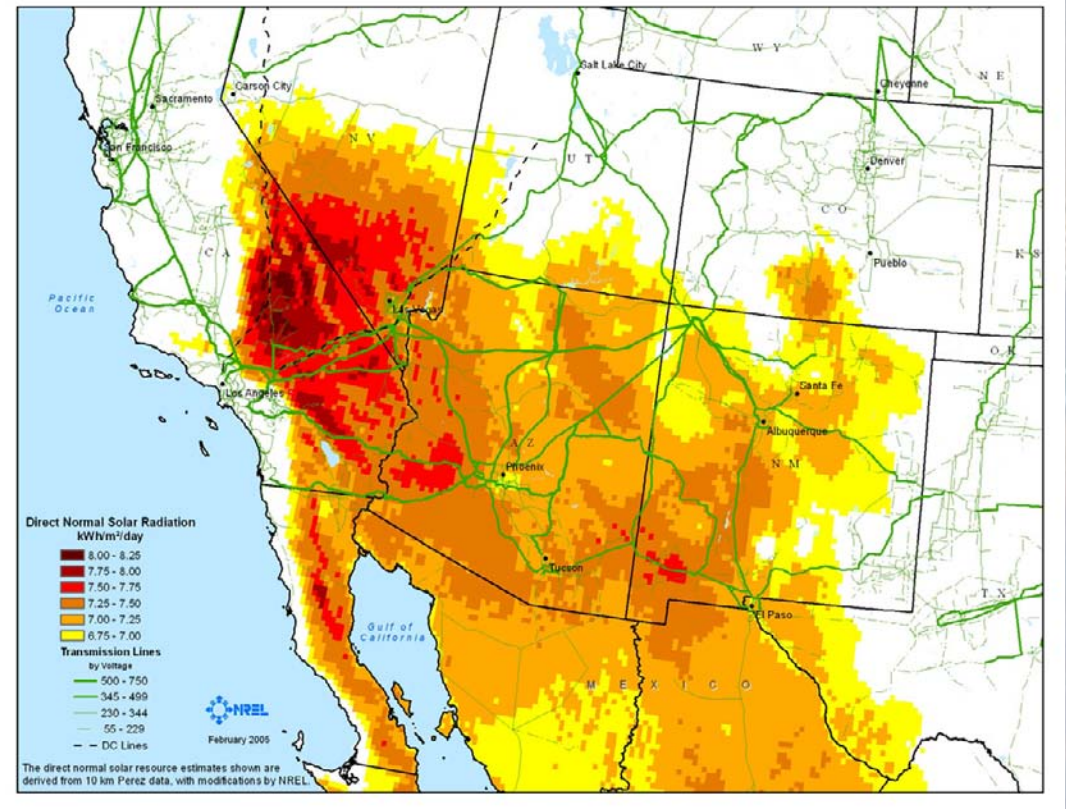 W Y
Salt Lake City
N E
Carson City
Cheyenne
Sacramento
N V
San Francisco
U T
Denver
C O
C A
Pueblo
K S
Pacific
Ocean
Las Vegas
O K
Santa Fe
Los Angeles
Albuquerque
A Z
N M
Phoenix
Direct Normal Solar Radiation
kWh/m²/day
8.00 - 8.25
7.75 - 8.00
7.50 - 7.75
7.25 - 7.50
7.00 - 7.25
6.75 - 7.00
Tucson
T X
El Paso
Gulf of
California
Transmission Lines
by Voltage
500 - 750
345 - 499
230 - 344
55 - 229
DC Lines
M E X I C O
NREL
February 2005
The direct normal solar resource estimates shown are
derived from 10 km Perez data, with modifications by NREL.